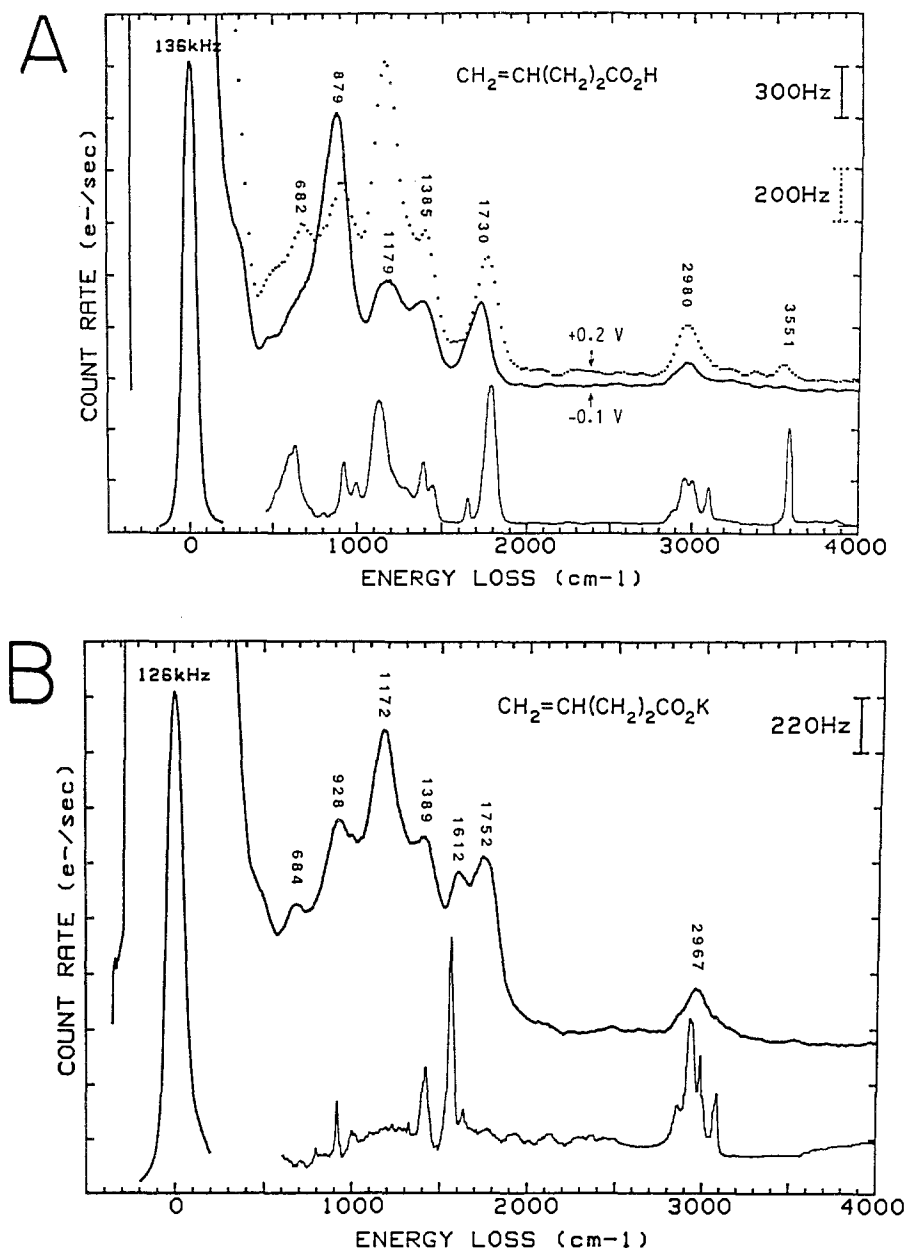 A
136kHz
CH2=CH(CH2)2CO2H
300Hz
200Hz
879
682
1179
1385
1730
2980
3551
+0.2 V
-0.1 V
COUNT RATE (e-/sec)
0 1000 2000 3000 4000
ENERGY LOSS (cm-1)
B
126kHz
CH2=CH(CH2)2CO2K
220Hz
684
928
1172
1389
1612
1752
2967
COUNT RATE (e-/sec)
0 1000 2000 3000 4000
ENERGY LOSS (cm-1)